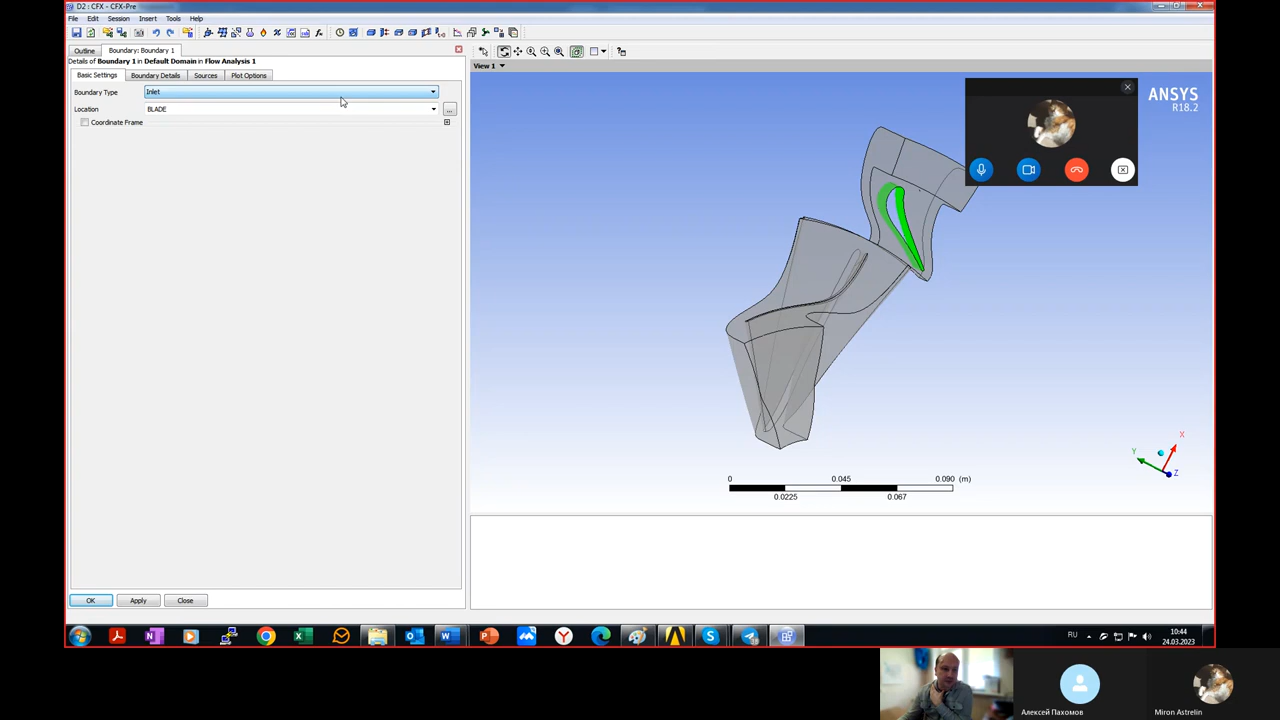 D2 : CFX - CFX-Pre
File Edit Session Insert Tools Help
Outline Boundary: Boundary 1
Details of Boundary 1 in Default Domain in Flow Analysis 1
Basic Settings Boundary Details Sources Plot Options
Boundary Type Inlet
Location BLADE ...
Coordinate Frame
View 1
ANSYS
R18.2
X
Y
Z
0 0.045 0.090 (m)
0.0225 0.067
OK Apply Close
RU 10:44
24.03.2023
Алексей Пахомов Miron Astrelin